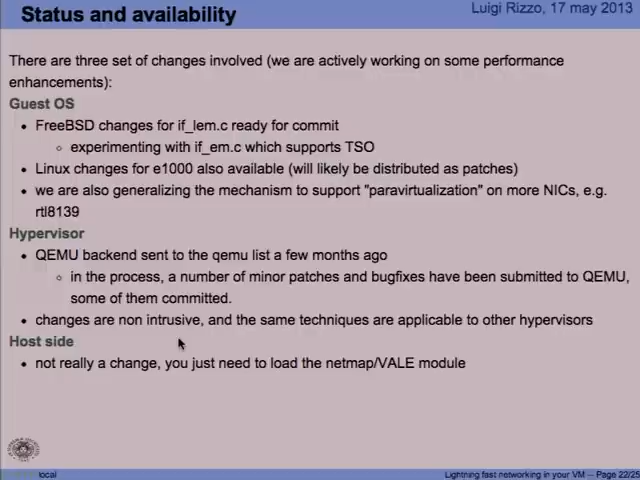 Status and availability
Luigi Rizzo, 17 may 2013
There are three set of changes involved (we are actively working on some performance
enhancements):
Guest OS
FreeBSD changes for if_lem.c ready for commit
experimenting with if_em.c which supports TSO
Linux changes for e1000 also available (will likely be distributed as patches)
we are also generalizing the mechanism to support "paravirtualization" on more NICs, e.g.
rtl8139
Hypervisor
QEMU backend sent to the qemu list a few months ago
in the process, a number of minor patches and bugfixes have been submitted to QEMU,
some of them committed.
changes are non intrusive, and the same techniques are applicable to other hypervisors
Host side
not really a change, you just need to load the netmap/VALE module
local
Lightning fast networking in your VM -- Page 22/25